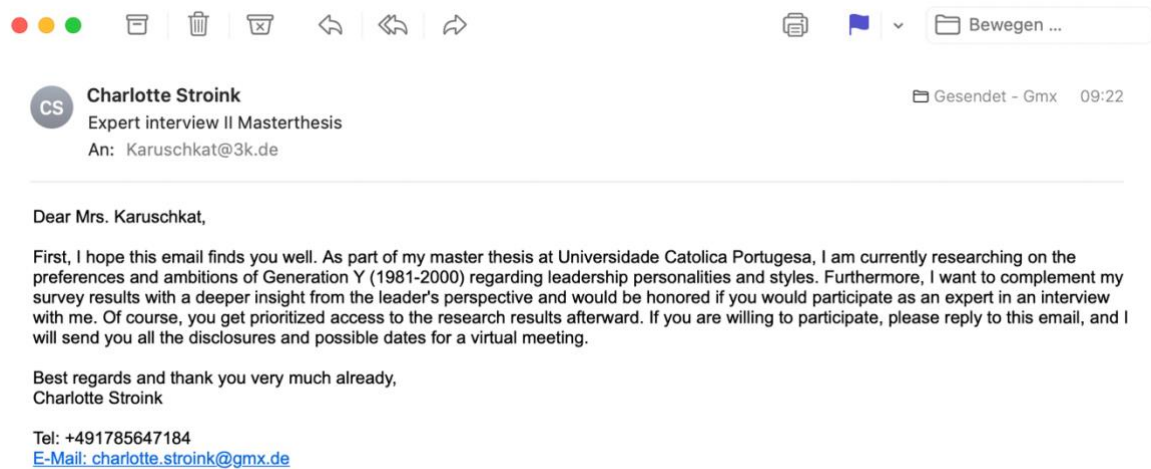 Bewegen ...
CS
Charlotte Stroink
Gesendet - Gmx 09:22
Expert interview II Masterthesis
An: Karuschkat@3k.de
Dear Mrs. Karuschkat,
First, I hope this email finds you well. As part of my master thesis at Universidade Catolica Portugesa, I am currently researching on the
preferences and ambitions of Generation Y (1981-2000) regarding leadership personalities and styles. Furthermore, I want to complement my
survey results with a deeper insight from the leader's perspective and would be honored if you would participate as an expert in an interview
with me. Of course, you get prioritized access to the research results afterward. If you are willing to participate, please reply to this email, and I
will send you all the disclosures and possible dates for a virtual meeting.
Best regards and thank you very much already,
Charlotte Stroink
Tel: +491785647184
E-Mail: charlotte.stroink@gmx.de